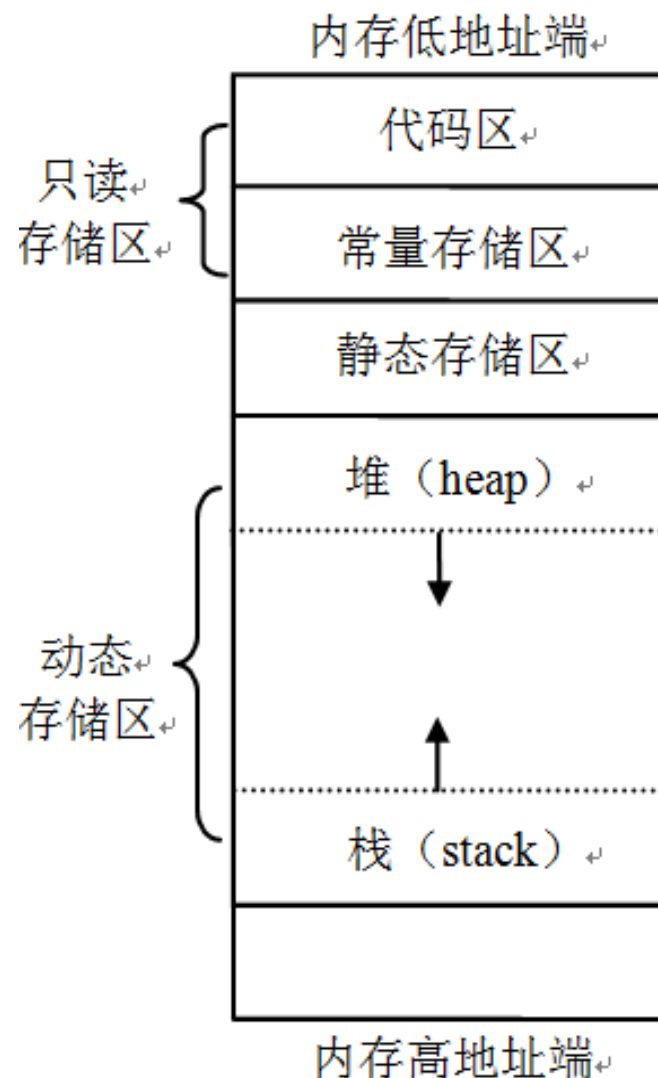 内存低地址端
代码区
只读
存储区
常量存储区
静态存储区
堆（heap）
动态
存储区
栈（stack）
内存高地址端